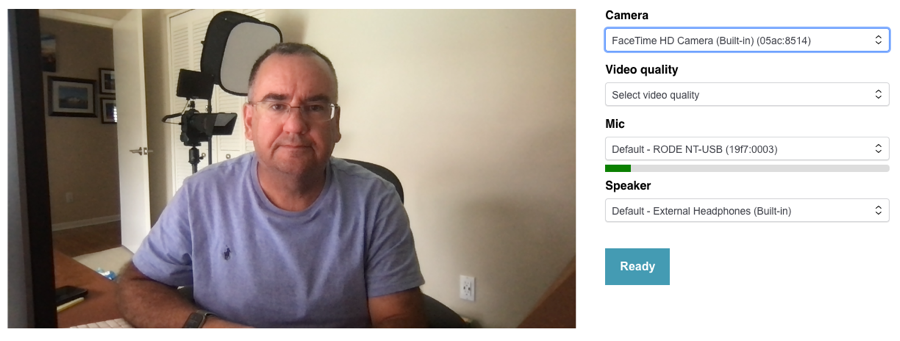 Camera
FaceTime HD Camera (Built-in) (05ac:8514)
Video quality
Select video quality
Mic
Default - RODE NT-USB (19f7:0003)
Speaker
Default - External Headphones (Built-in)
Ready